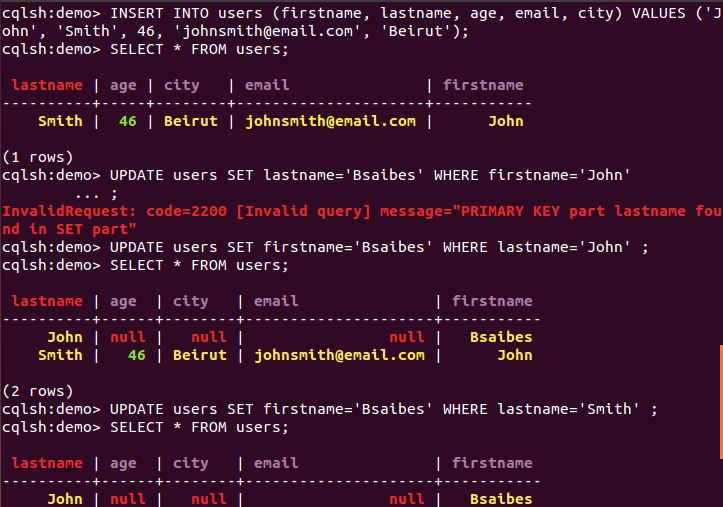 cqlsh:demo> INSERT INTO users (firstname, lastname, age, email, city) VALUES ('J
ohn', 'Smith', 46, 'johnsmith@email.com', 'Beirut');
cqlsh:demo> SELECT * FROM users;
 lastname | age | city   | email               | firstname
----------+-----+--------+---------------------+-----------
    Smith |  46 | Beirut | johnsmith@email.com |      John
(1 rows)
cqlsh:demo> UPDATE users SET lastname='Bsaibes' WHERE firstname='John'
        ... ;
InvalidRequest: code=2200 [Invalid query] message="PRIMARY KEY part lastname fou
nd in SET part"
cqlsh:demo> UPDATE users SET firstname='Bsaibes' WHERE lastname='John' ;
cqlsh:demo> SELECT * FROM users;
 lastname | age  | city   | email               | firstname
----------+------+--------+---------------------+-----------
     John | null |   null |                null |   Bsaibes
    Smith |   46 | Beirut | johnsmith@email.com |      John
(2 rows)
cqlsh:demo> UPDATE users SET firstname='Bsaibes' WHERE lastname='Smith' ;
cqlsh:demo> SELECT * FROM users;
 lastname | age  | city   | email               | firstname
----------+------+--------+---------------------+-----------
     John | null |   null |                null |   Bsaibes